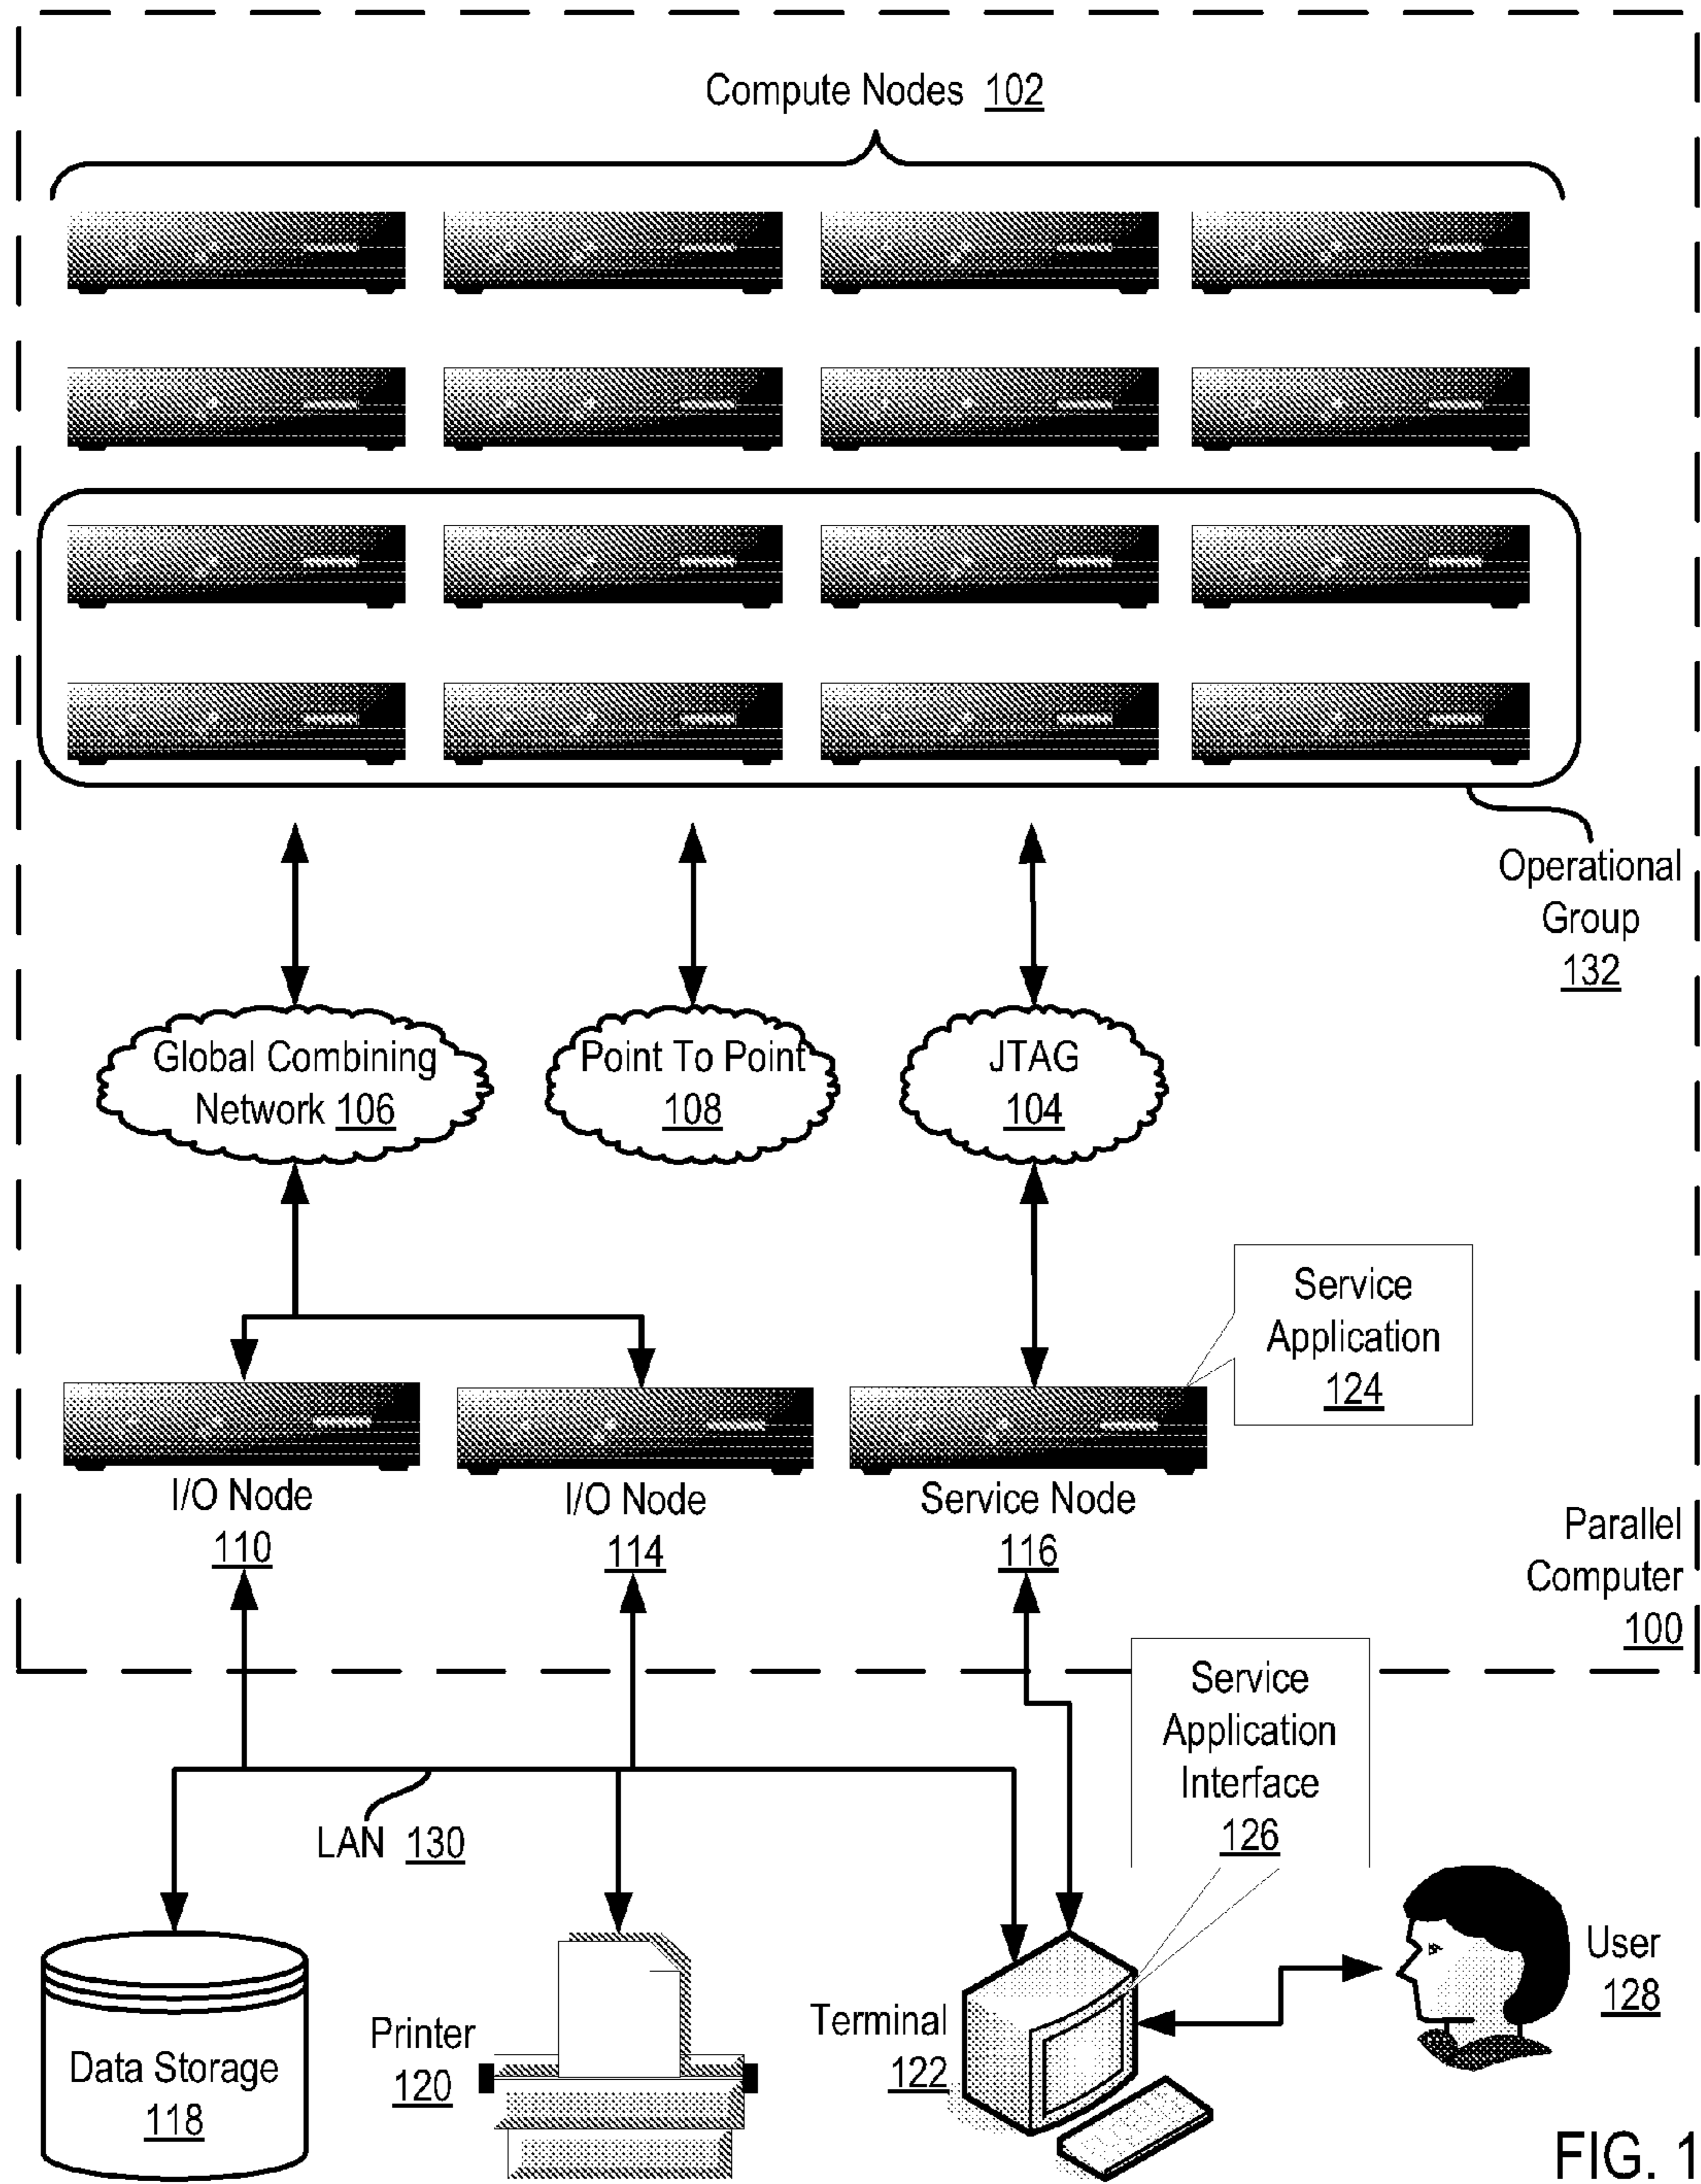 Compute Nodes 102
Operational
Group
132
Global Combining
Network 106
Point To Point
108
JTAG
104
Service
Application
124
I/O Node
110
I/O Node
114
Service Node
116
Parallel
Computer
100
Service
Application
Interface
126
LAN 130
Data Storage
118
Printer
120
Terminal
122
User
128
FIG. 1